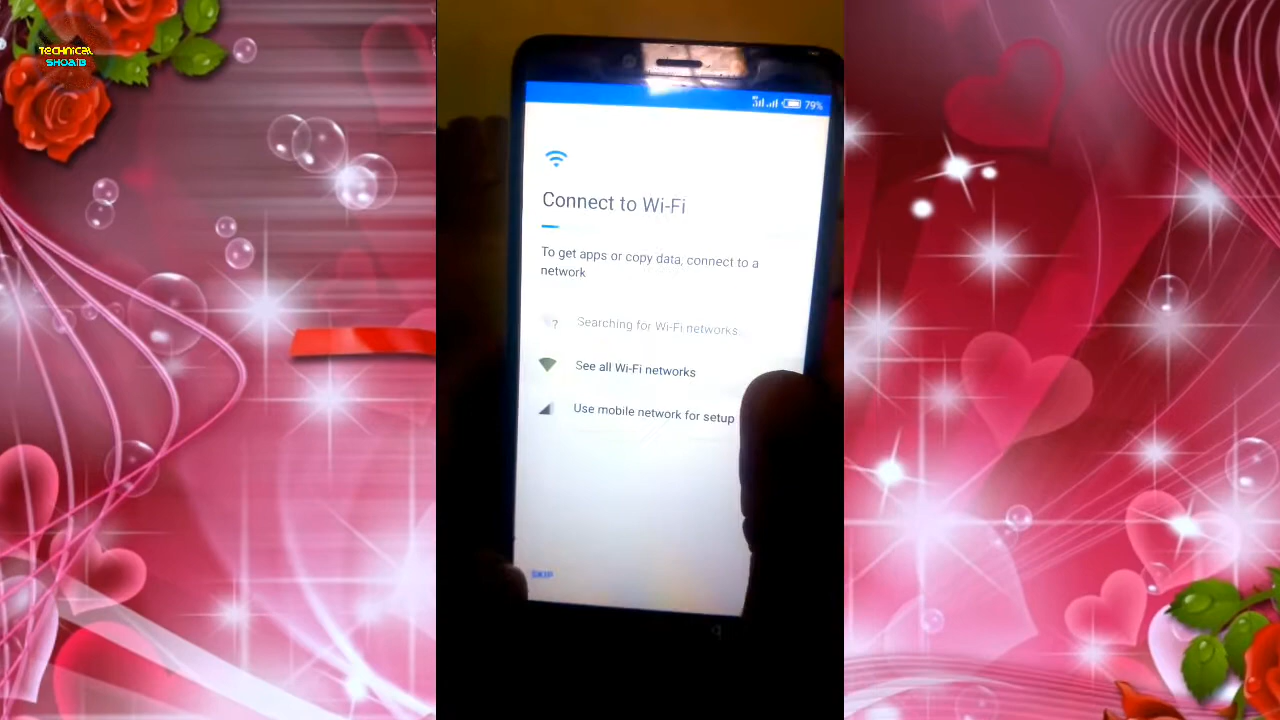 TECHNICAL
SHOAIB
79%
Connect to Wi-Fi
To get apps or copy data, connect to a
network
Searching for Wi-Fi networks
See all Wi-Fi networks
Use mobile network for setup
SKIP